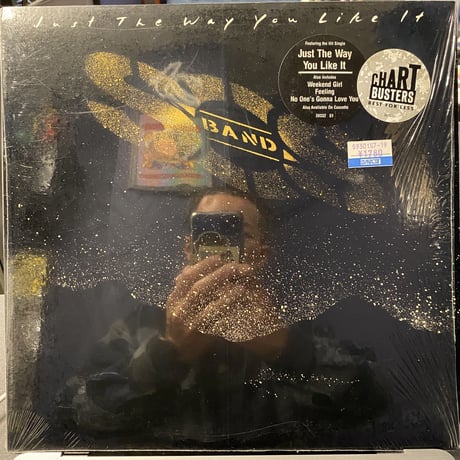 Just The Way You Like It
Featuring the Hit Single
Just The Way
You Like It
Also Includes
Weekend Girl
Feeling
No One's Gonna Love You
Also Available On Cassette
CHART
BUSTERS
BEST FOR LESS
BAND
¥1780